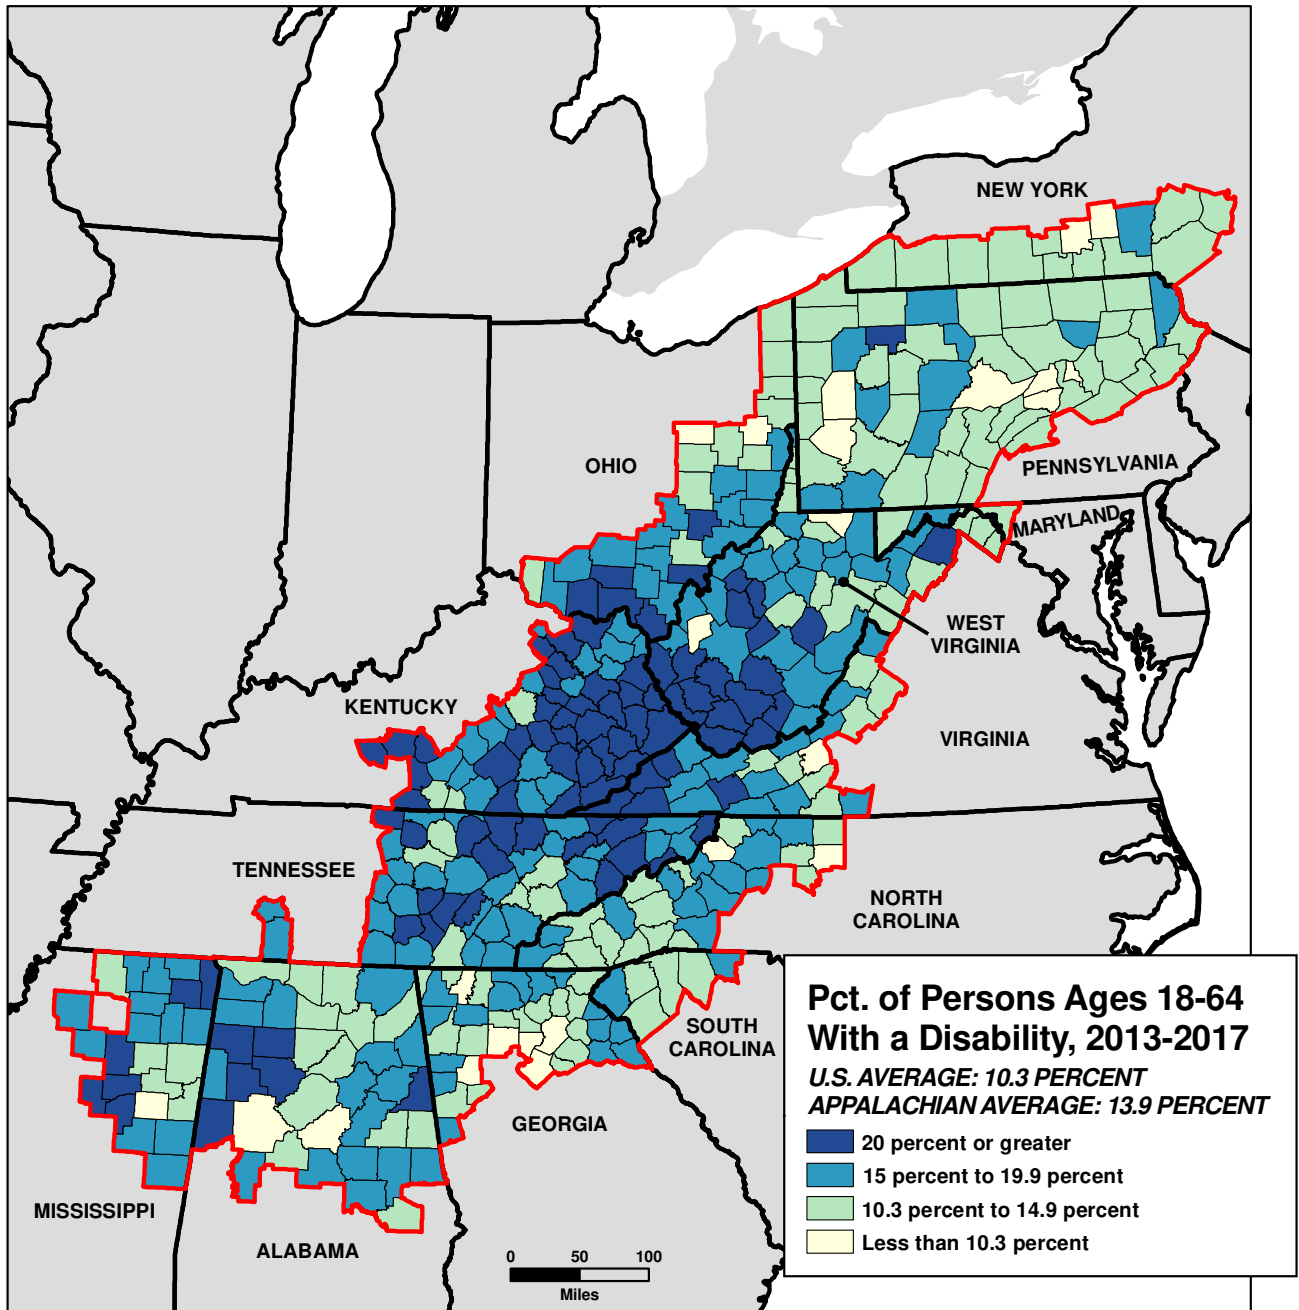 NEW YORK
OHIO
PENNSYLVANIA
MARYLAND
WEST
VIRGINIA
KENTUCKY
VIRGINIA
TENNESSEE
NORTH
CAROLINA
SOUTH
CAROLINA
GEORGIA
MISSISSIPPI
ALABAMA
Pct. of Persons Ages 18-64
With a Disability, 2013-2017
U.S. AVERAGE: 10.3 PERCENT
APPALACHIAN AVERAGE: 13.9 PERCENT
20 percent or greater
15 percent to 19.9 percent
10.3 percent to 14.9 percent
Less than 10.3 percent
0 50 100
Miles